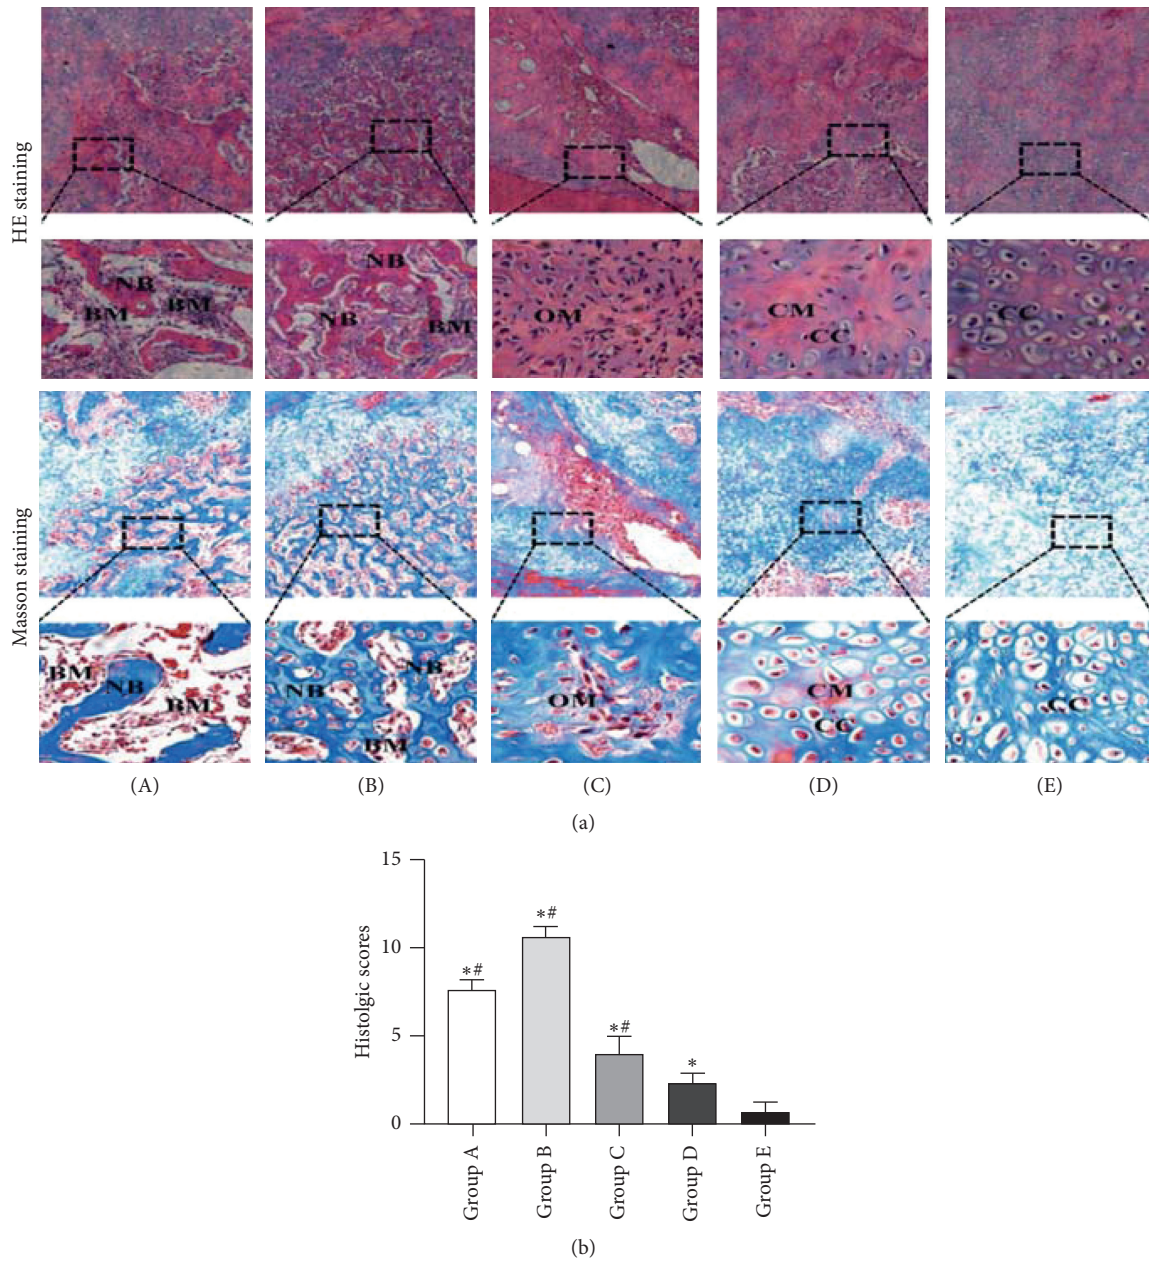 HE staining
NB
BM
BM
NB
NB
BM
OM
CM
CC
CC
Masson staining
BM
NB
BM
NB
NB
BM
OM
CM
CC
CC
(A)
(B)
(C)
(D)
(E)
(a)
Histolgic scores
15
10
5
0
*#
*#
*#
*
Group A
Group B
Group C
Group D
Group E
(b)